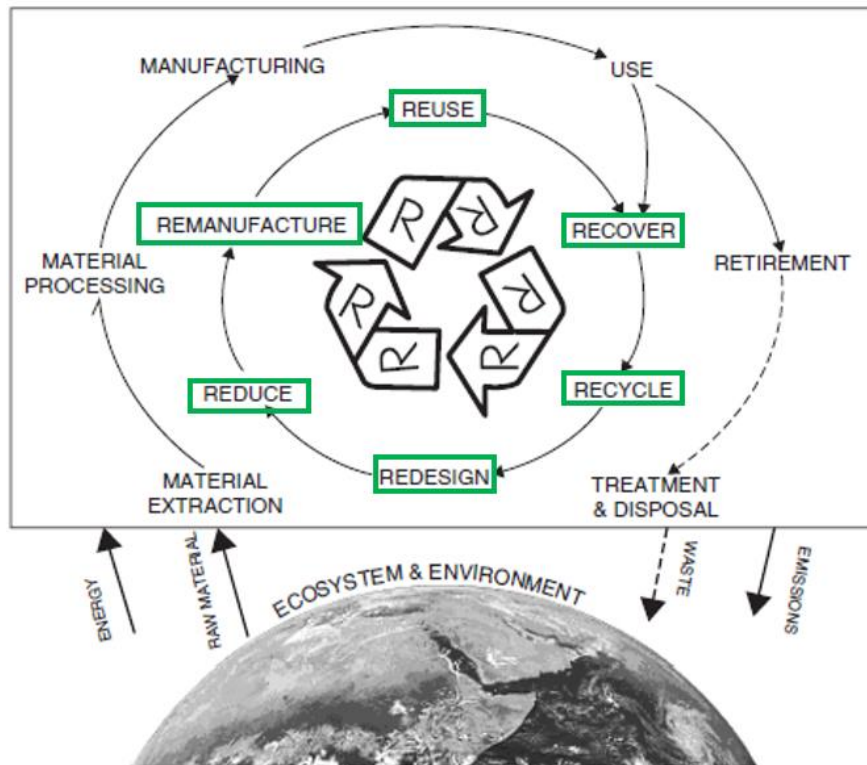 MANUFACTURING
USE
REUSE
REMANUFACTURE
R
R
RECOVER
MATERIAL
PROCESSING
RETIREMENT
R
R
R
R
REDUCE
RECYCLE
MATERIAL
EXTRACTION
REDESIGN
TREATMENT
& DISPOSAL
ENERGY
RAW MATERIAL
ECOSYSTEM & ENVIRONMENT
WASTE
EMISSIONS